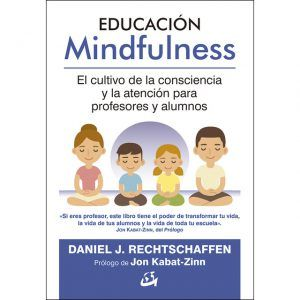 EDUCACIÓN
Mindfulness
El cultivo de la consciencia
y la atención para
profesores y alumnos
«Si eres profesor, este libro tiene el poder de transformar tu vida,
la vida de tus alumnos y la vida de toda tu escuela».
JON KABAT-ZINN, del Prólogo
DANIEL J. RECHTSCHAFFEN
Prólogo de Jon Kabat-Zinn